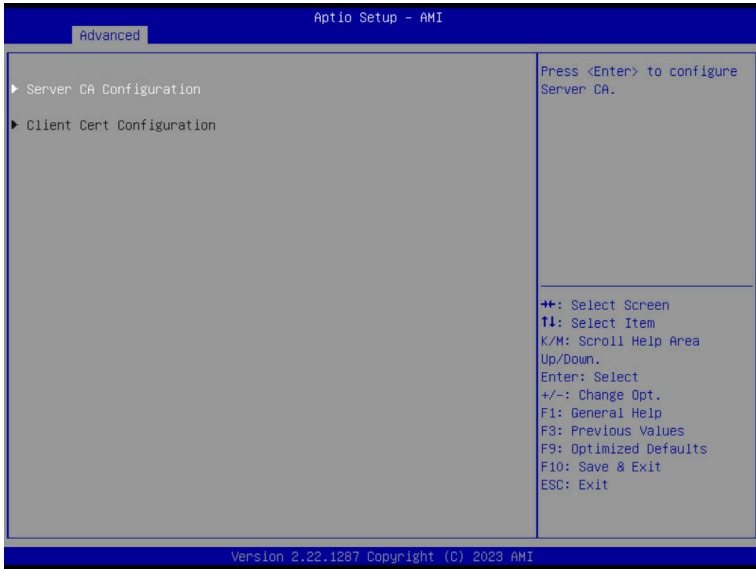 Aptio Setup – AMI
Advanced
▶ Server CA Configuration
▶ Client Cert Configuration
Press <Enter> to configure
Server CA.
→←: Select Screen
↑↓: Select Item
K/M: Scroll Help Area
Up/Down.
Enter: Select
+/-: Change Opt.
F1: General Help
F3: Previous Values
F9: Optimized Defaults
F10: Save & Exit
ESC: Exit
Version 2.22.1287 Copyright (C) 2023 AMI